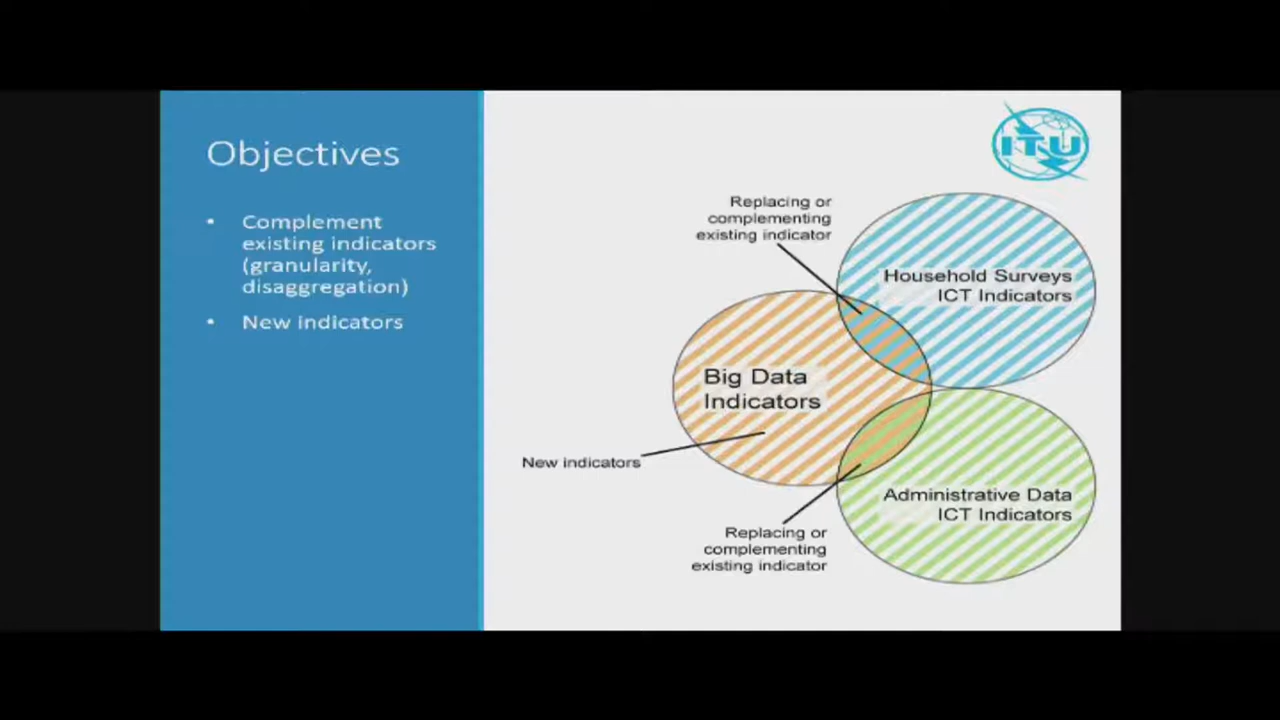 Objectives
• Complement
existing indicators
(granularity,
disaggregation)
• New indicators
ITU
Replacing or
complementing
existing indicator
Household Surveys
ICT Indicators
Big Data
Indicators
New indicators
Administrative Data
ICT Indicators
Replacing or
complementing
existing indicator